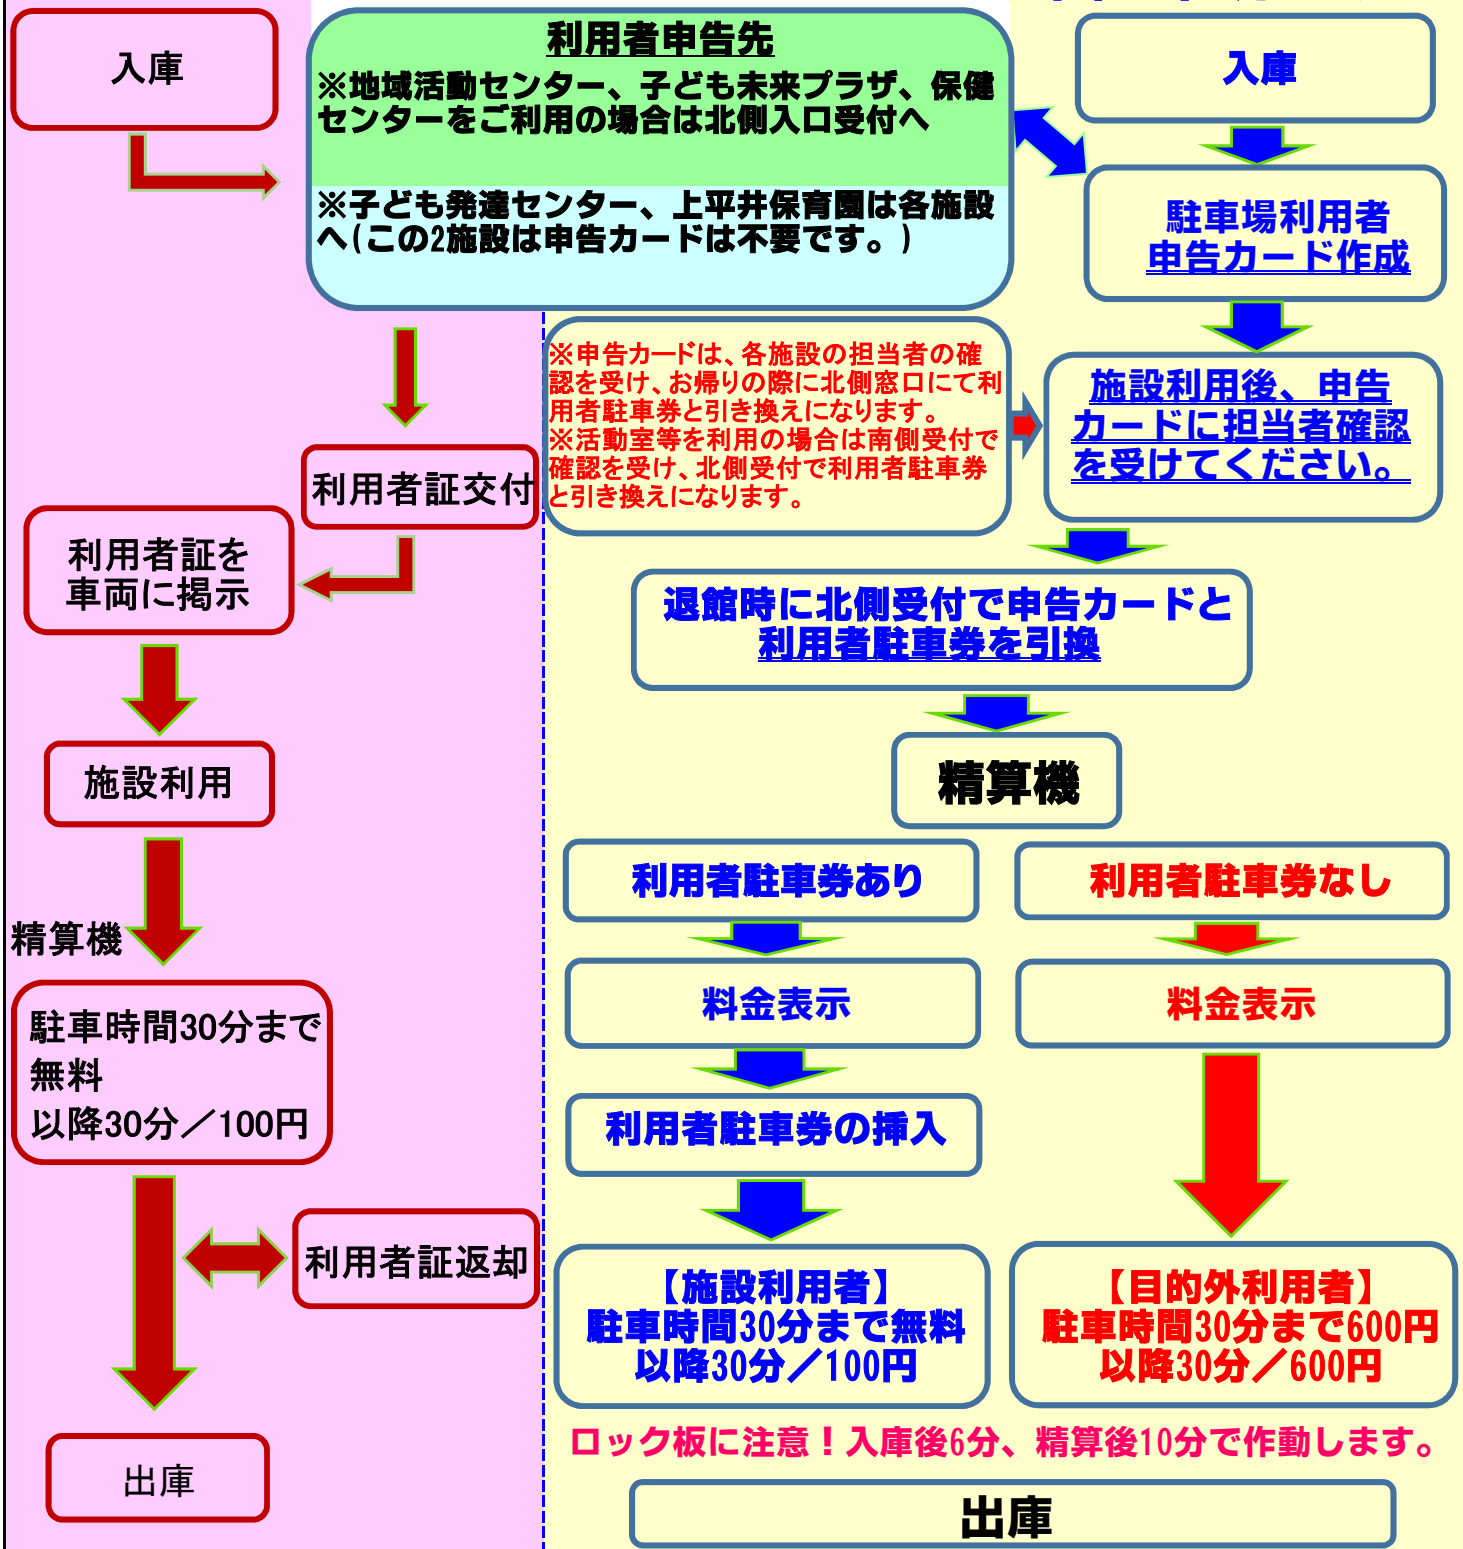 入庫
利用者申告先
※地域活動センター、子ども未来プラザ、保健
センターをご利用の場合は北側入口受付へ
※子ども発達センター、上平井保育園は各施設
へ(この2施設は申告カードは不要です。)
利用者証交付
利用者証を
車両に掲示
施設利用
精算機
駐車時間30分まで
無料
以降30分／100円
利用者証返却
出庫
入庫
駐車場利用者
申告カード作成
※申告カードは、各施設の担当者の確
認を受け、お帰りの際に北側窓口にて利
用者駐車券と引き換えになります。
※活動室等を利用の場合は南側受付で
確認を受け、北側受付で利用者駐車券
と引き換えになります。
施設利用後、申告
カードに担当者確認
を受けてください。
退館時に北側受付で申告カードと
利用者駐車券を引換
精算機
利用者駐車券あり
料金表示
利用者駐車券の挿入
【施設利用者】
駐車時間30分まで無料
以降30分／100円
利用者駐車券なし
料金表示
【目的外利用者】
駐車時間30分まで600円
以降30分／600円
ロック板に注意！入庫後6分、精算後10分で作動します。
出庫